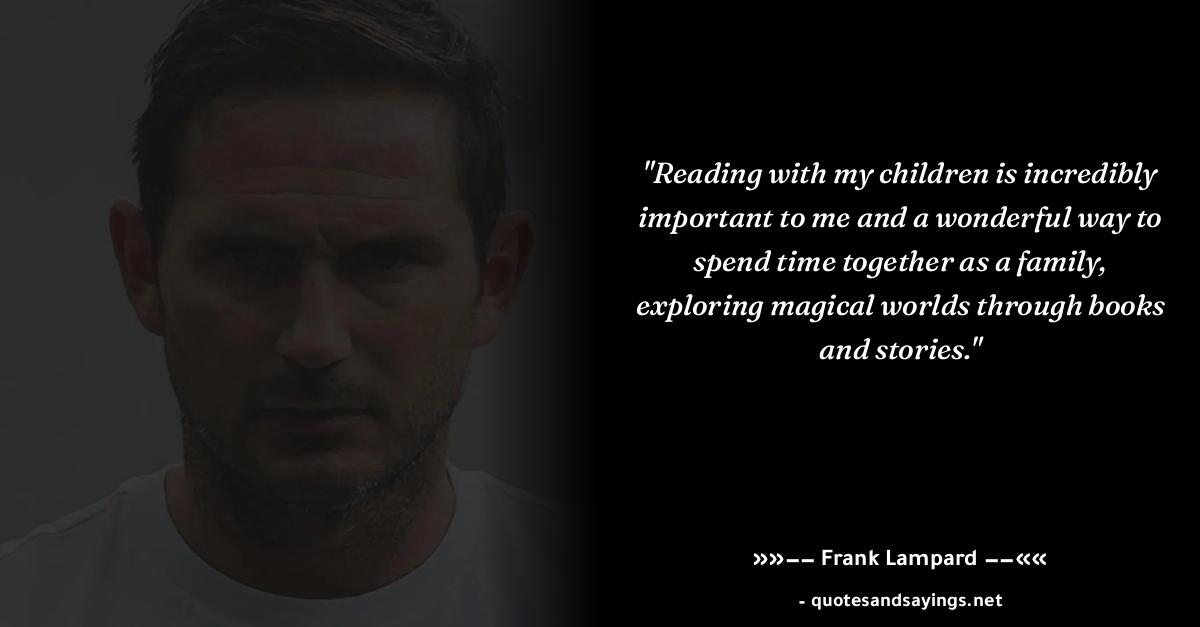 "Reading with my children is incredibly
important to me and a wonderful way to
spend time together as a family,
exploring magical worlds through books
and stories."
»»−− Frank Lampard −−««
- quotesandsayings.net